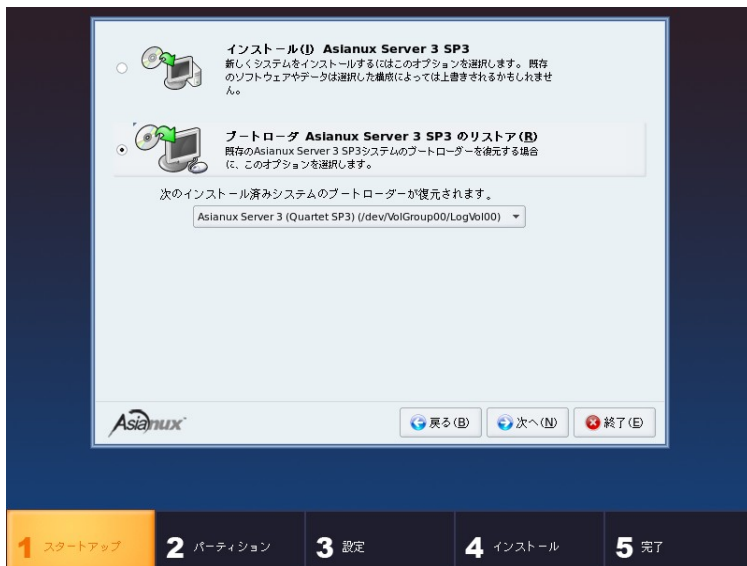 インストール(I) Asianux Server 3 SP3
新しくシステムをインストールするにはこのオプションを選択します。 既存
のソフトウェアやデータは選択した構成によっては上書きされるかもしれませ
ん。
ブートローダ Asianux Server 3 SP3 のリストア(R)
既存のAsianux Server 3 SP3システムのブートローダーを復元する場合
に、このオプションを選択します。
次のインストール済みシステムのブートローダーが復元されます。
Asianux Server 3 (Quartet SP3) (/dev/VolGroup00/LogVol00)
Asianux
戻る(B) 次へ(N) 終了(E)
1 スタートアップ 2 パーティション 3 設定 4 インストール 5 完了